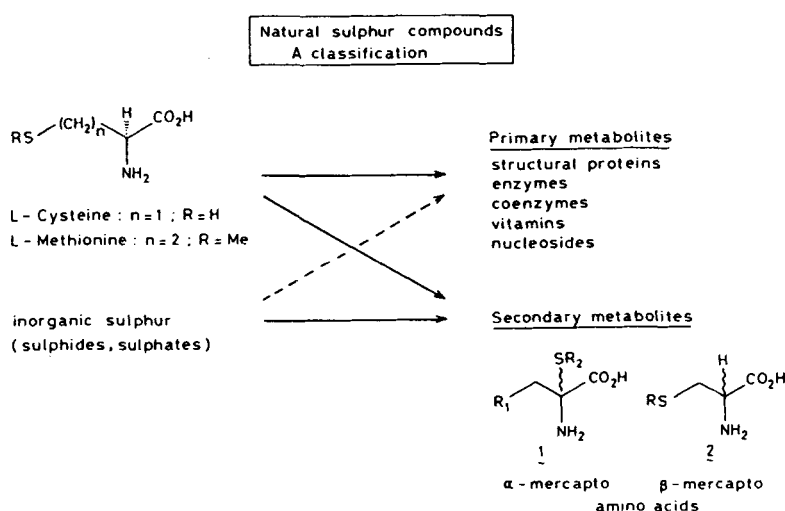 Natural sulphur compounds
A classification
RS
(CH₂)n
H
CO₂H
NH₂
L-Cysteine : n=1 ; R=H
L-Methionine : n=2 ; R=Me
inorganic sulphur
(sulphides, sulphates)
Primary metabolites
structural proteins
enzymes
coenzymes
vitamins
nucleosides
Secondary metabolites
SR₂
R₁
CO₂H
NH₂
1
H
RS
CO₂H
NH₂
2
α-mercapto β-mercapto
amino acids